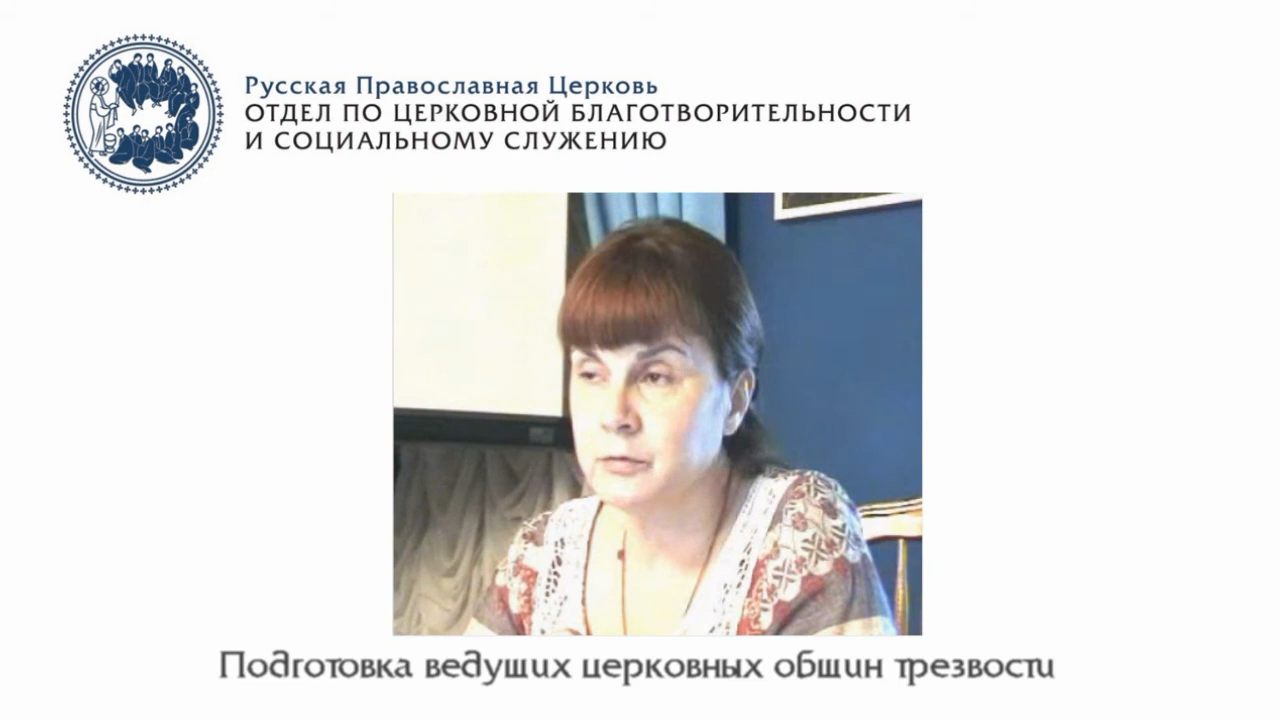 Русская Православная Церковь
ОТДЕЛ ПО ЦЕРКОВНОЙ БЛАГОТВОРИТЕЛЬНОСТИ
И СОЦИАЛЬНОМУ СЛУЖЕНИЮ
Подготовка ведущих церковных общин трезвости